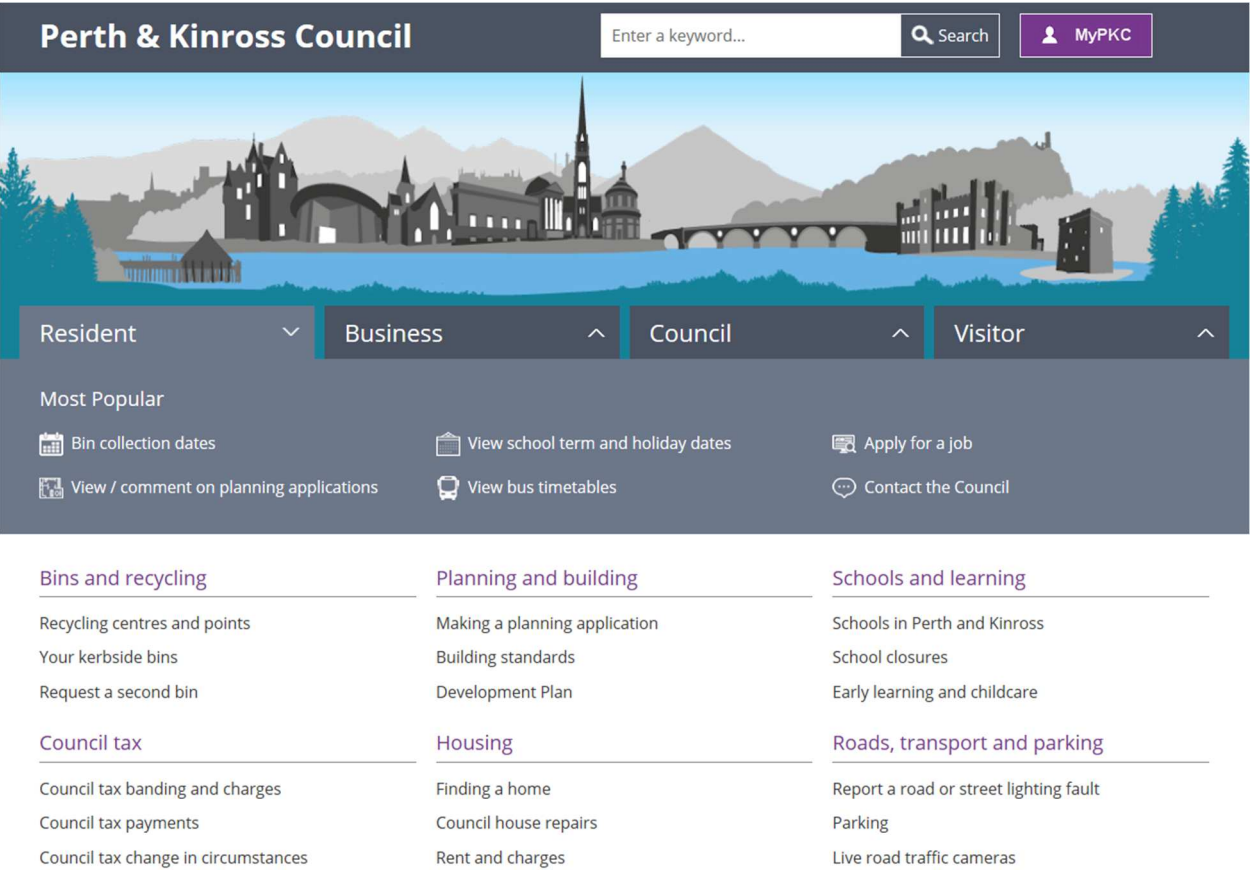 Perth & Kinross Council
Enter a keyword...
Search
MyPKC
Resident
Business
Council
Visitor
Most Popular
Bin collection dates
View school term and holiday dates
Apply for a job
View / comment on planning applications
View bus timetables
Contact the Council
Bins and recycling
Recycling centres and points
Your kerbside bins
Request a second bin
Planning and building
Making a planning application
Building standards
Development Plan
Schools and learning
Schools in Perth and Kinross
School closures
Early learning and childcare
Council tax
Council tax banding and charges
Council tax payments
Council tax change in circumstances
Housing
Finding a home
Council house repairs
Rent and charges
Roads, transport and parking
Report a road or street lighting fault
Parking
Live road traffic cameras